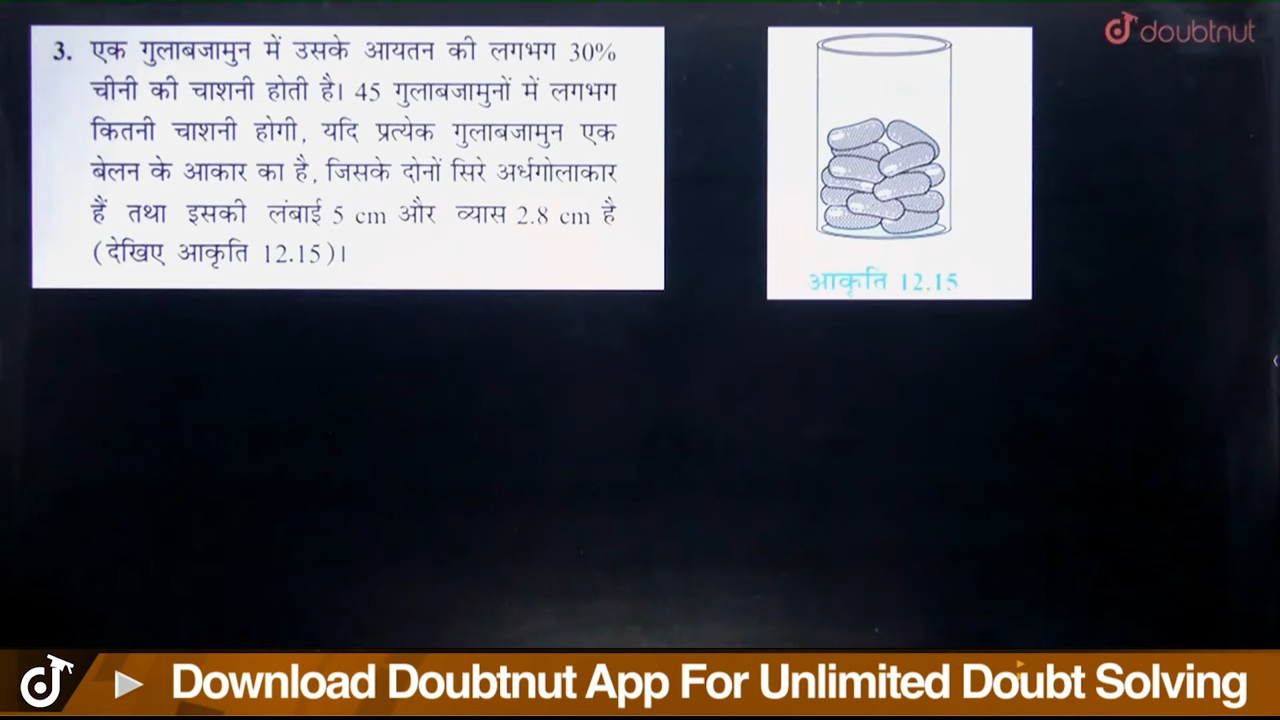 3. एक गुलाबजामुन में उसके आयतन की लगभग 30%
चीनी की चाशनी होती है। 45 गुलाबजामुनों में लगभग
कितनी चाशनी होगी, यदि प्रत्येक गुलाबजामुन एक
बेलन के आकार का है, जिसके दोनों सिरे अर्धगोलाकार
हैं तथा इसकी लंबाई 5 cm और व्यास 2.8 cm है
(देखिए आकृति 12.15)।
आकृति 12.15
doubtnut
Download Doubtnut App For Unlimited Doubt Solving